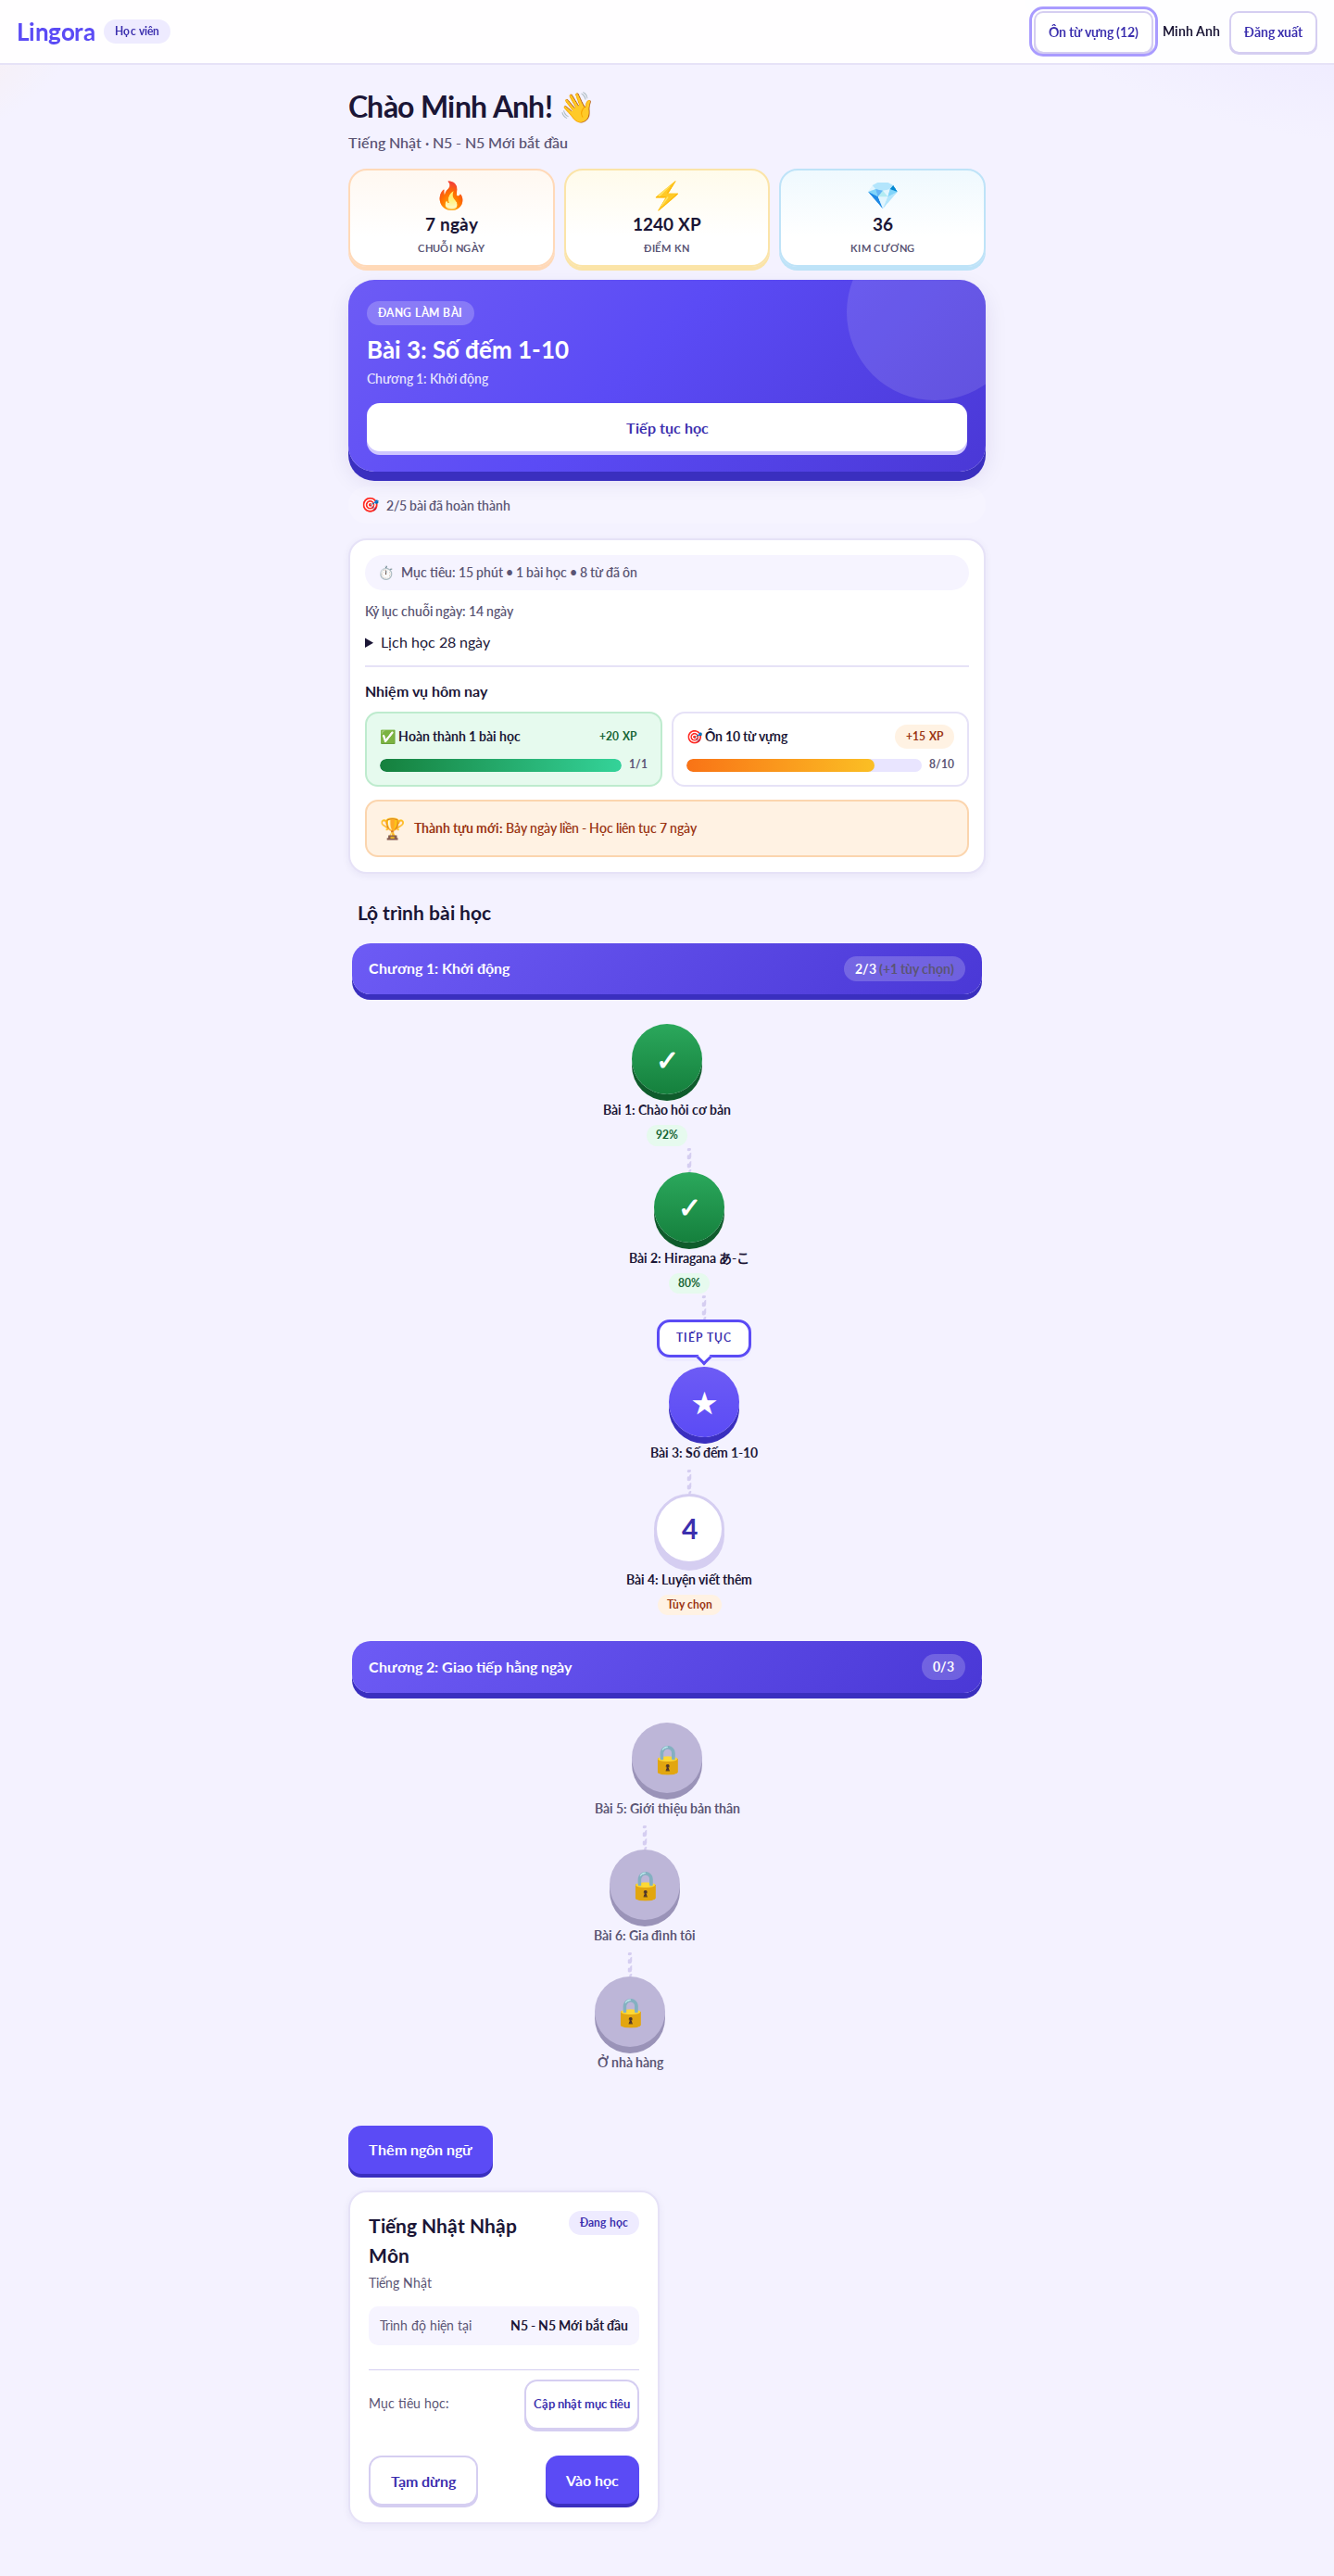 Lingora
Học viên
Ôn từ vựng (12)
Minh Anh
Đăng xuất
Chào Minh Anh! 👋
Tiếng Nhật · N5 - N5 Mới bắt đầu
🔥
7 ngày
CHUỖI NGÀY
⚡
1240 XP
ĐIỂM KN
💎
36
KIM CƯƠNG
ĐANG LÀM BÀI
Bài 3: Số đếm 1-10
Chương 1: Khởi động
Tiếp tục học
🎯 2/5 bài đã hoàn thành
⏱️ Mục tiêu: 15 phút • 1 bài học • 8 từ đã ôn
Kỷ lục chuỗi ngày: 14 ngày
▶ Lịch học 28 ngày
Nhiệm vụ hôm nay
✅ Hoàn thành 1 bài học
+20 XP
1/1
🎯 Ôn 10 từ vựng
+15 XP
8/10
🏆 Thành tựu mới: Bảy ngày liền - Học liên tục 7 ngày
Lộ trình bài học
Chương 1: Khởi động
2/3 (+1 tùy chọn)
✓
Bài 1: Chào hỏi cơ bản
92%
✓
Bài 2: Hiragana あ-こ
80%
TIẾP TỤC
★
Bài 3: Số đếm 1-10
4
Bài 4: Luyện viết thêm
Tùy chọn
Chương 2: Giao tiếp hằng ngày
0/3
🔒
Bài 5: Giới thiệu bản thân
🔒
Bài 6: Gia đình tôi
🔒
Ở nhà hàng
Thêm ngôn ngữ
Tiếng Nhật Nhập
Môn
Đang học
Tiếng Nhật
Trình độ hiện tại
N5 - N5 Mới bắt đầu
Mục tiêu học:
Cập nhật mục tiêu
Tạm dừng
Vào học